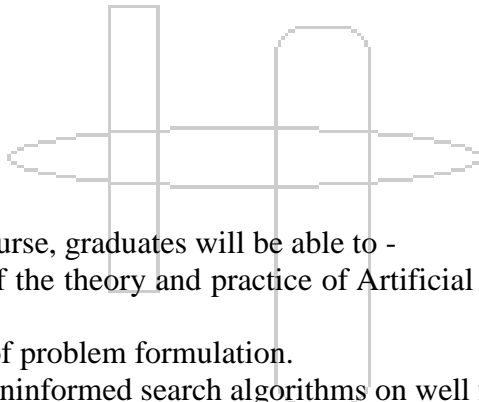 urse, graduates will be able to -
f the theory and practice of Artificial
of problem formulation.
ninformed search algorithms on well